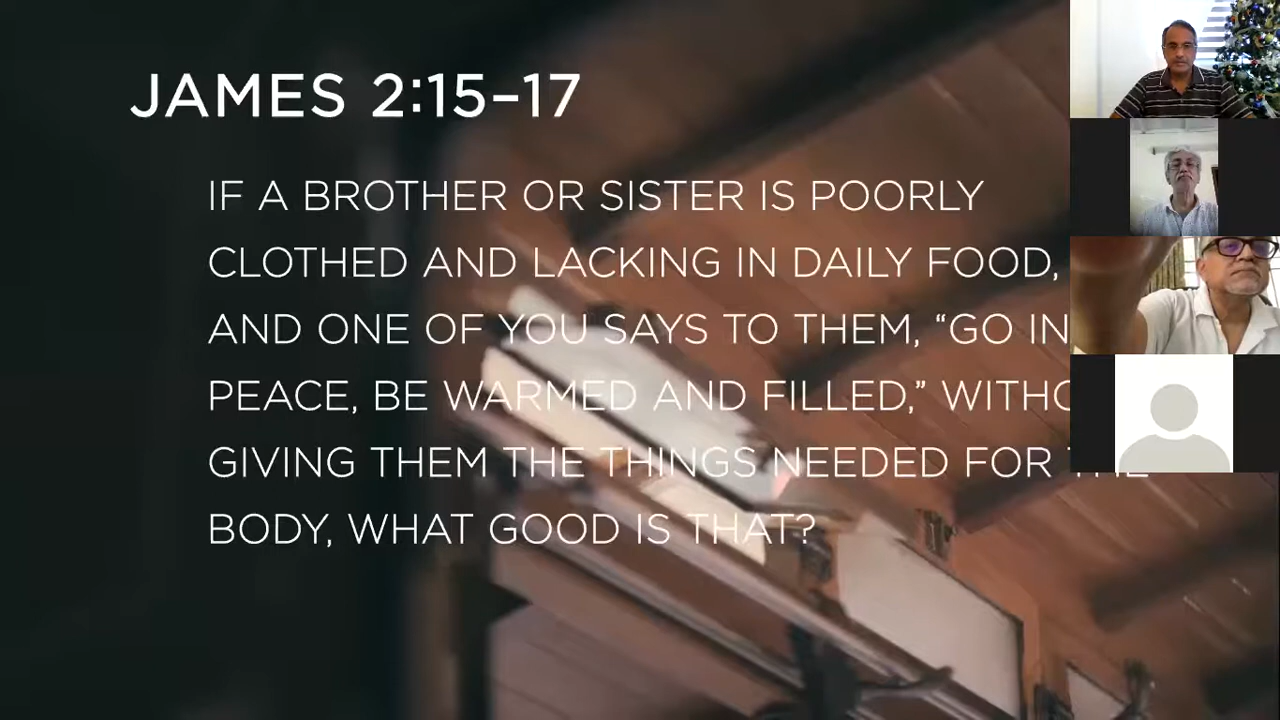 JAMES 2:15–17
IF A BROTHER OR SISTER IS POORLY
CLOTHED AND LACKING IN DAILY FOOD,
AND ONE OF YOU SAYS TO THEM, “GO IN
PEACE, BE WARMED AND FILLED,”
GIVING THEM THE THINGS NEEDED FOR THE
BODY, WHAT GOOD IS THAT?